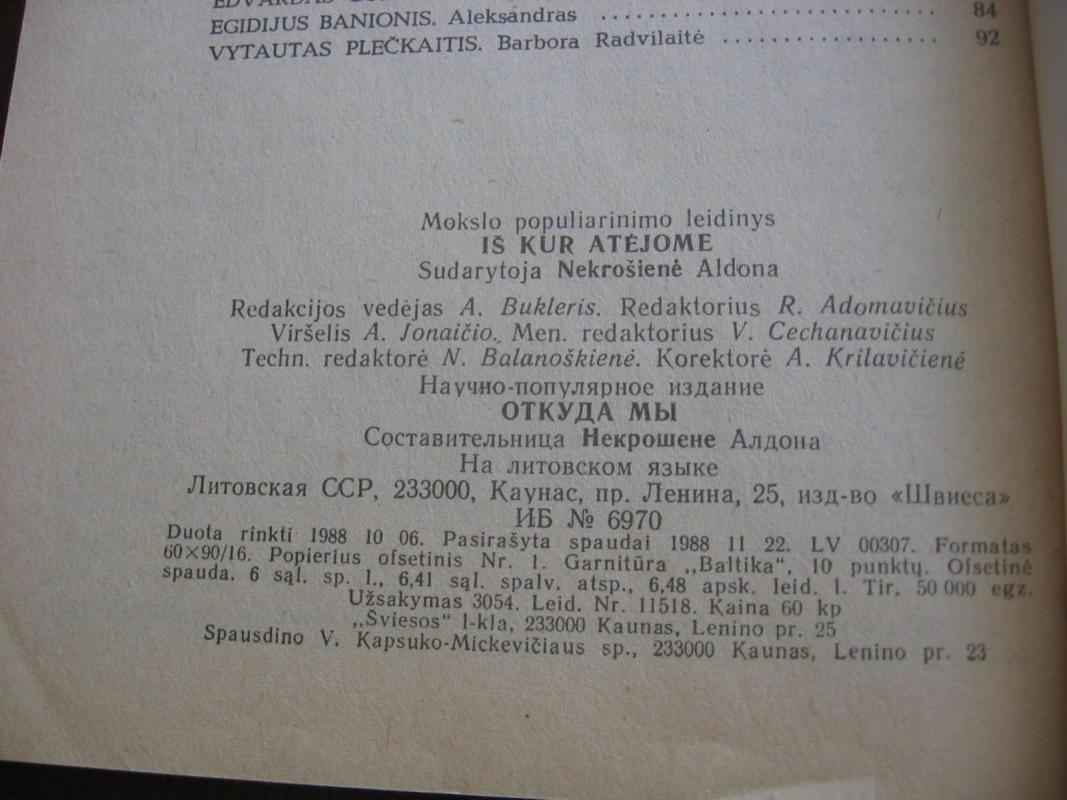 EGIDIJUS BANIONIS. Aleksandras .............................. 84
VYTAUTAS PLEČKAITIS. Barbora Radvilaitė ................... 92
Mokslo populiarinimo leidinys
IŠ KUR ATĖJOME
Sudarytoja Nekrošienė Aldona
Redakcijos vedėjas A. Bukleris. Redaktorius R. Adomavičius
Viršelis A. Jonaičio. Men. redaktorius V. Cechanavičius
Techn. redaktorė N. Balanoškienė. Korektorė A. Krilavičienė
Научно-популярное издание
ОТКУДА МЫ
Составительница Некрошене Алдона
На литовском языке
Литовская ССР, 233000, Каунас, пр. Ленина, 25, изд-во «Швиеса»
ИБ № 6970
Duota rinkti 1988 10 06. Pasirašyta spaudai 1988 11 22. LV 00307. Formatas
60×90/16. Popierius ofsetinis Nr. 1. Garnitūra „Baltika“, 10 punktų. Ofsetinė
spauda. 6 sąl. sp. l., 6,41 sąl. spalv. atsp., 6,48 apsk. leid. l. Tir. 50 000 egz.
Užsakymas 3054. Leid. Nr. 11518. Kaina 60 kp
„Šviesos“ l-kla, 233000 Kaunas, Lenino pr. 25
Spausdino V. Kapsuko-Mickevičiaus sp., 233000 Kaunas, Lenino pr. 23